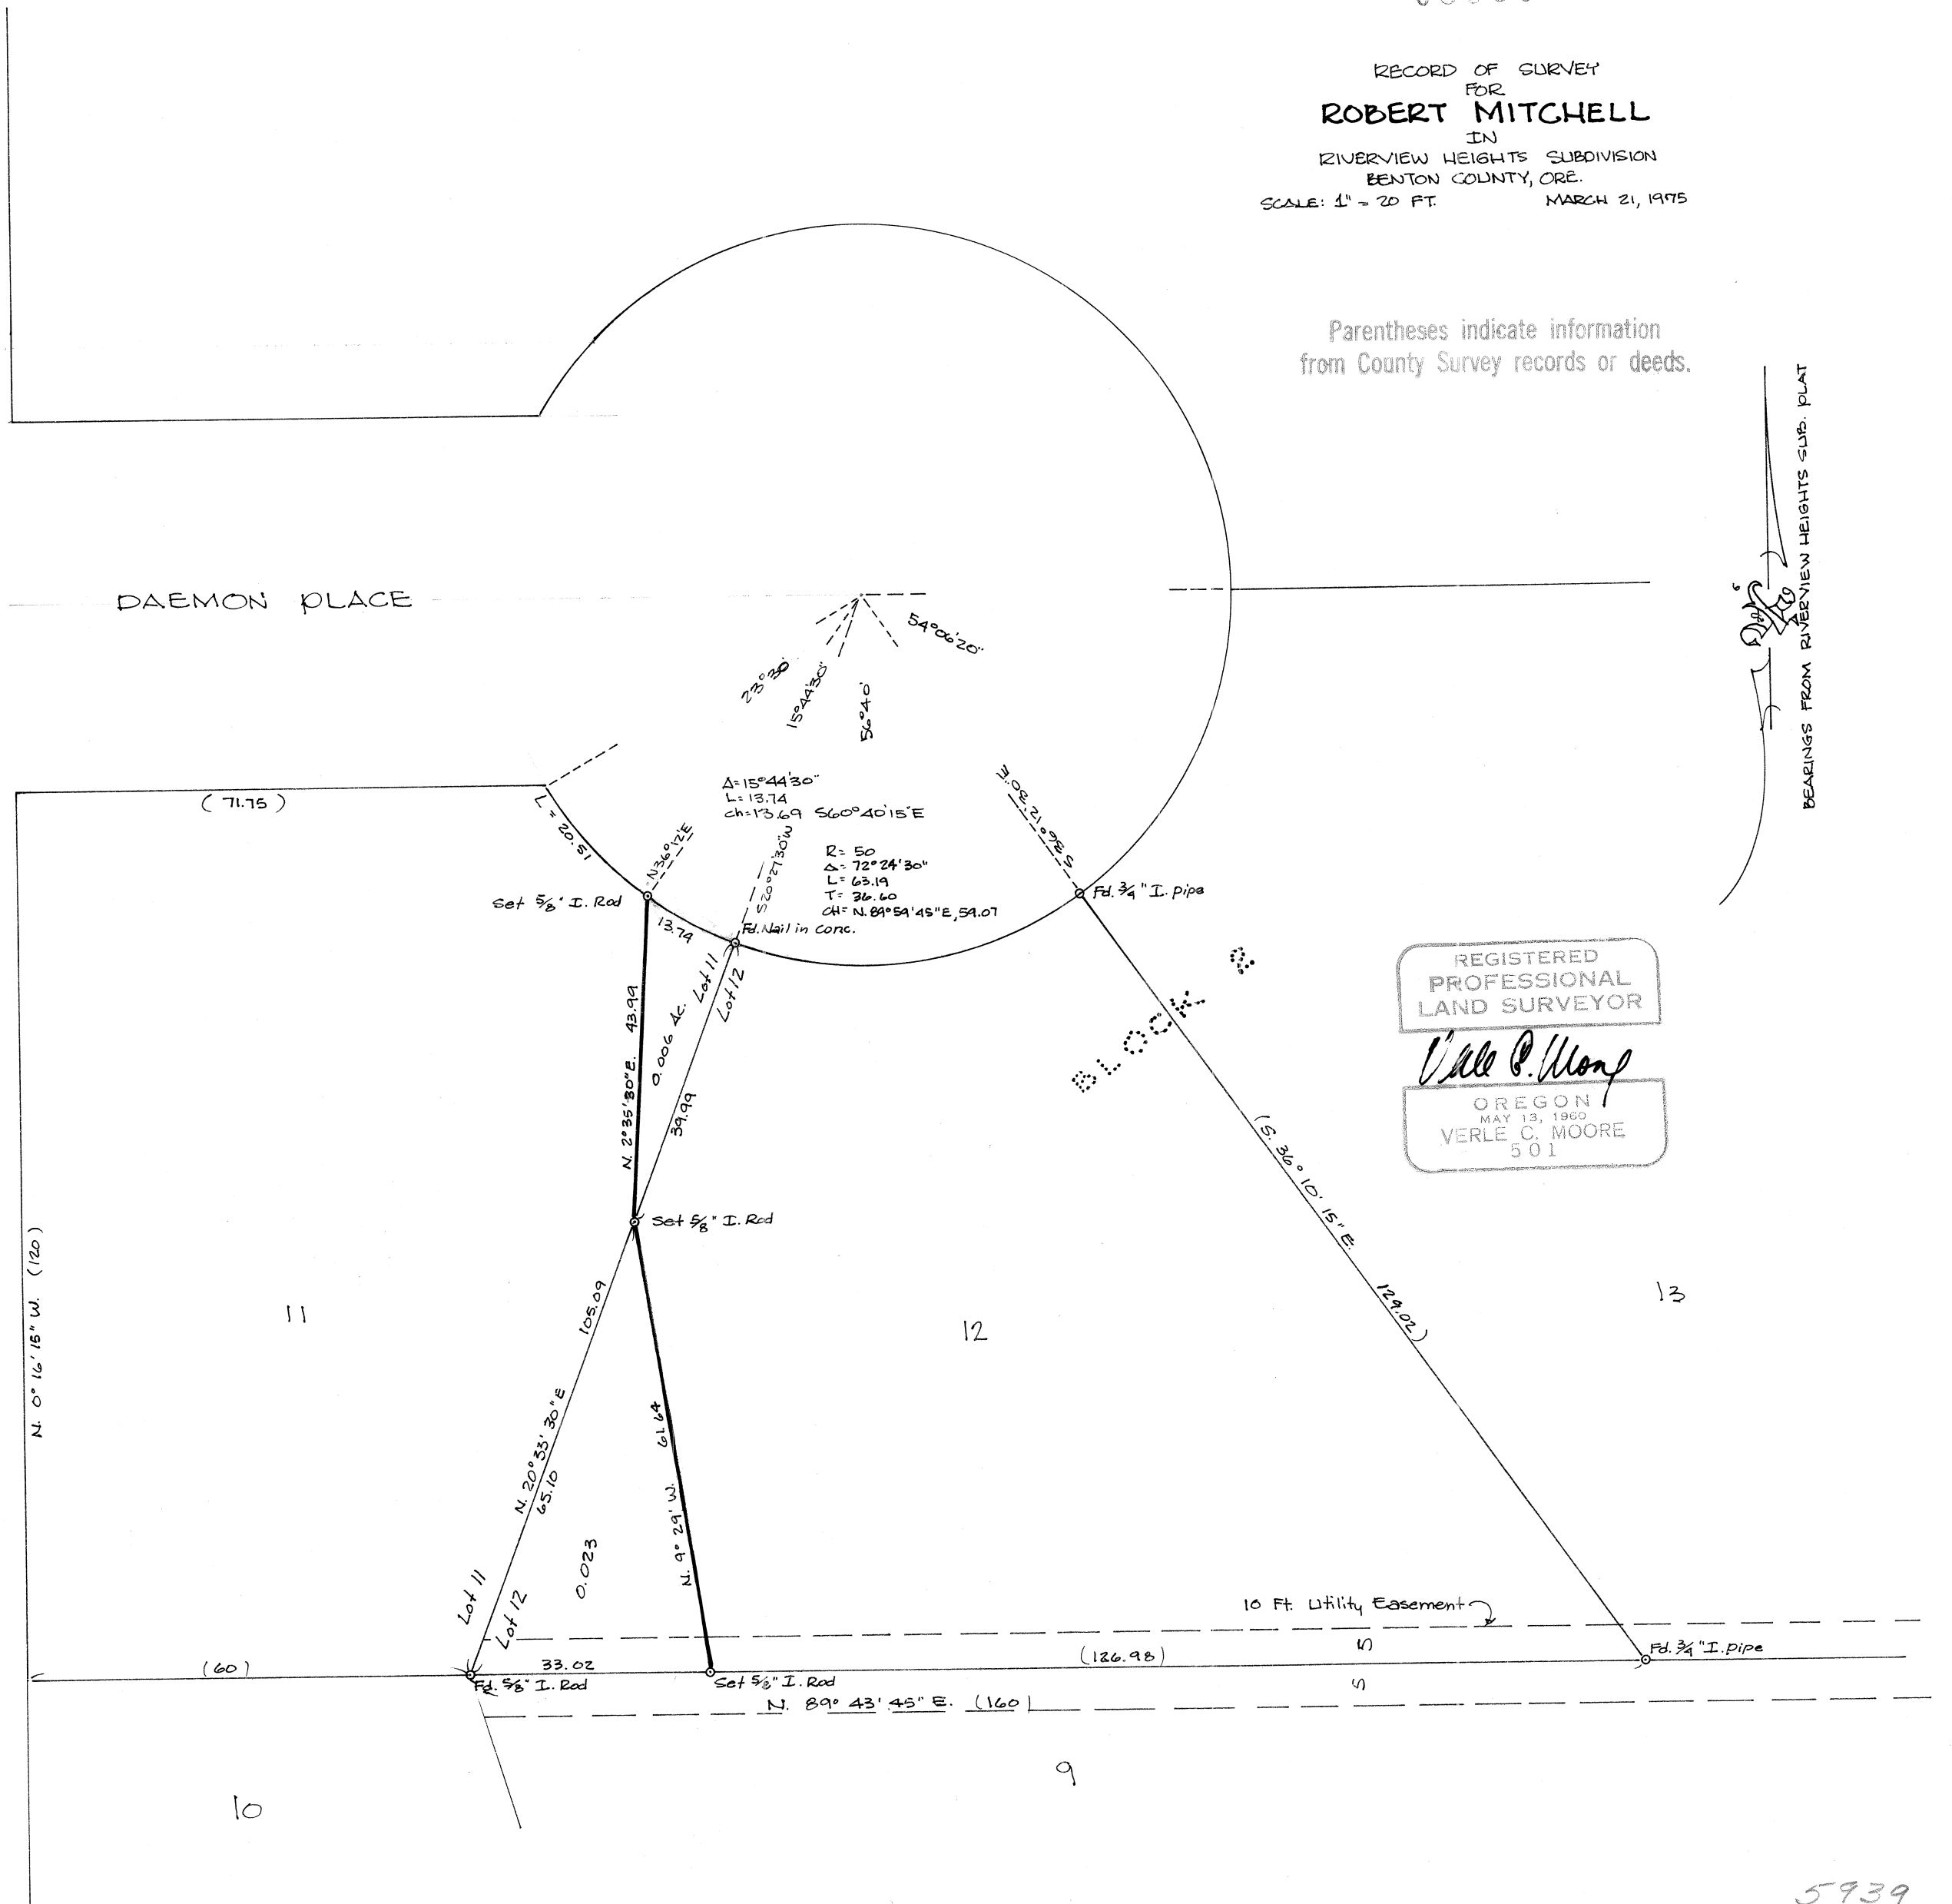 RECORD OF SURVEY
FOR
ROBERT MITCHELL
IN
RIVERVIEW HEIGHTS SUBDIVISION
BENTON COUNTY, ORE.
SCALE: 1" = 20 FT. MARCH 21, 1975
Parentheses indicate information
from County Survey records or deeds.
BEARINGS FROM RIVERVIEW HEIGHTS SUB. PLAT
DAEMON PLACE
54°06'20"
23°30'
15°44'30"
56°40'
(71.75)
L = 20.51
Δ=15°44'30"
L=13.74
ch=13.69 S60°40'15"E
N36°12'E
S20°27'30"W
R= 50
Δ= 72°24'30"
L= 63.19
T= 36.60
CH= N.89°59'45"E, 59.07
S 36°12'30"E
Set 5/8" I. Rod
13.74
Fd. Nail in conc.
Fd. 3/4" I. pipe
BLOCK 2
N. 2°35'30"E. 43.99
0.006 Ac.
Lot 11
Lot 12
39.99
Set 5/8" I. Rod
REGISTERED
PROFESSIONAL
LAND SURVEYOR
OREGON
MAY 13, 1960
VERLE C. MOORE
501
(S. 36° 10' 15" E. 129.02)
N. 0° 16' 15" W. (120)
11
12
13
105.09
N. 20° 33' 30" E
65.10
61.64
N. 9° 29' W.
0.023
Lot 11
Lot 12
10 Ft. Utility Easement
(60)
33.02
(126.98)
5
Fd. 3/4" I. pipe
Fd. 5/8" I. Rod
Set 5/8" I. Rod
5
N. 89° 43' 45" E. (160)
9
10
5939